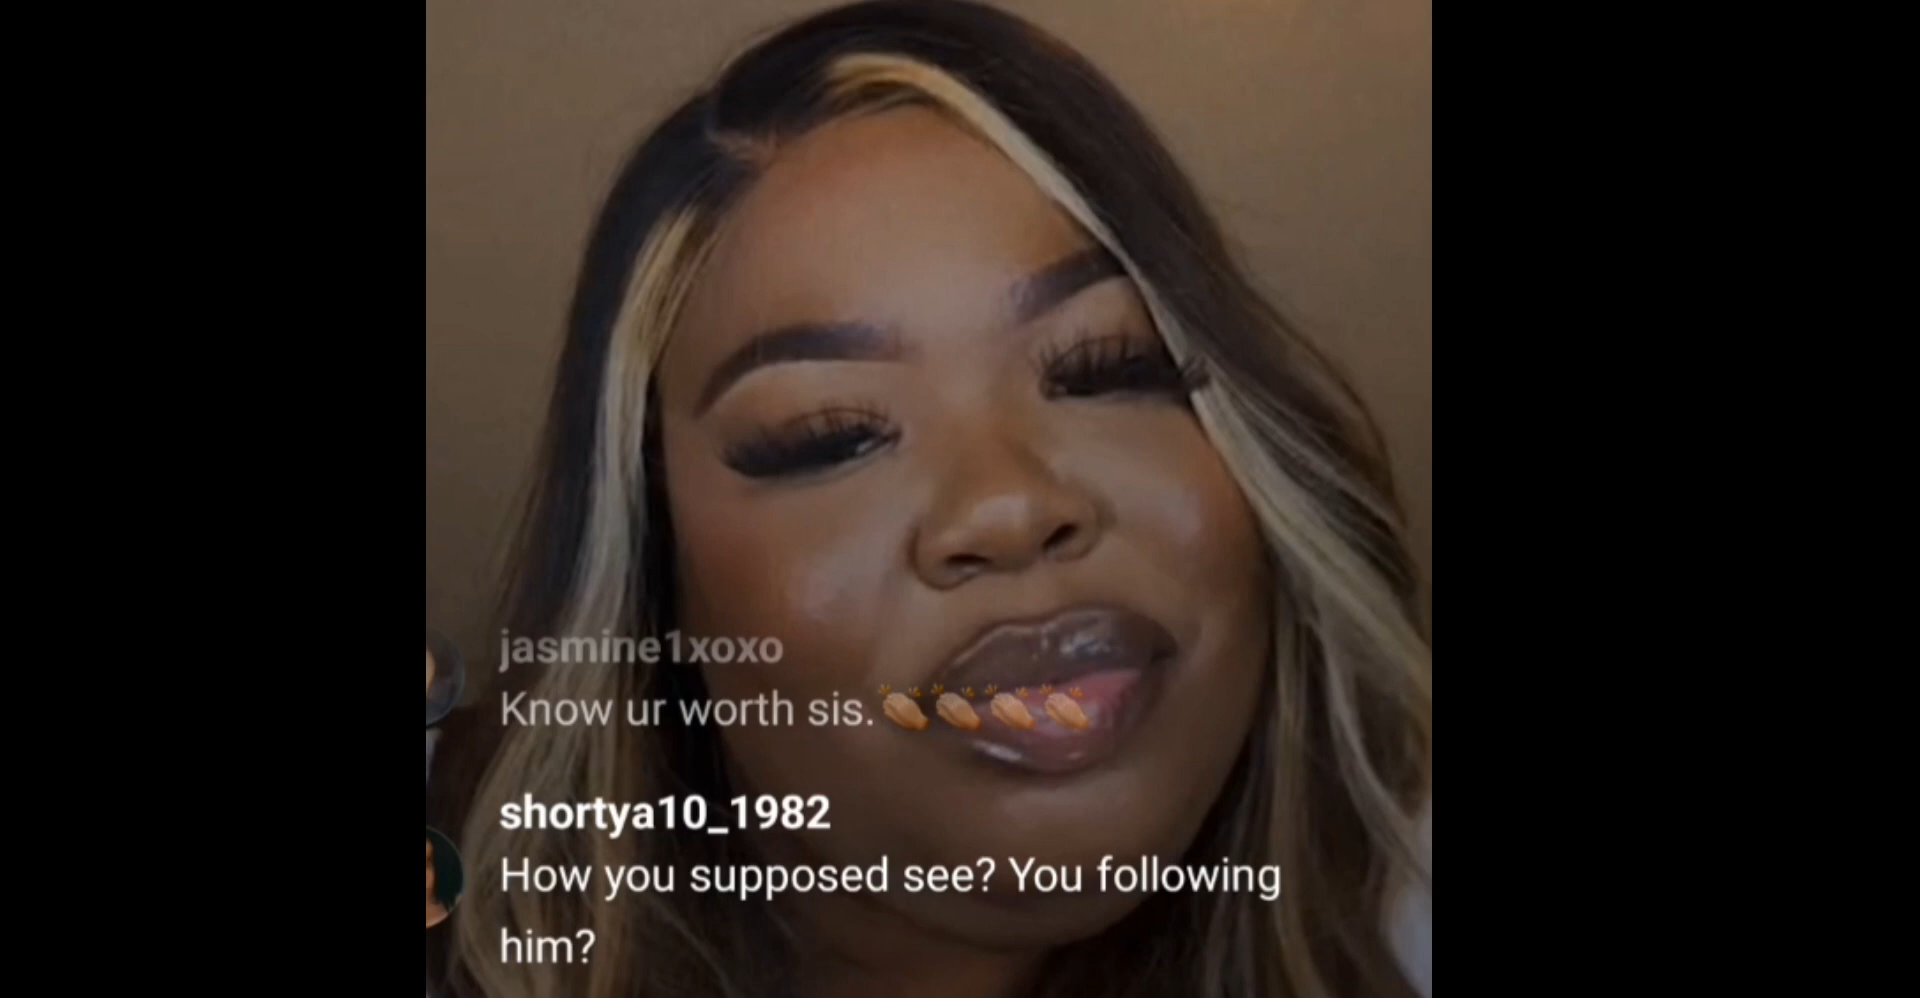 jasmine1xoxo
Know ur worth sis.👏🏼👏🏼👏🏼👏🏼
shortya10_1982
How you supposed see? You following
him?